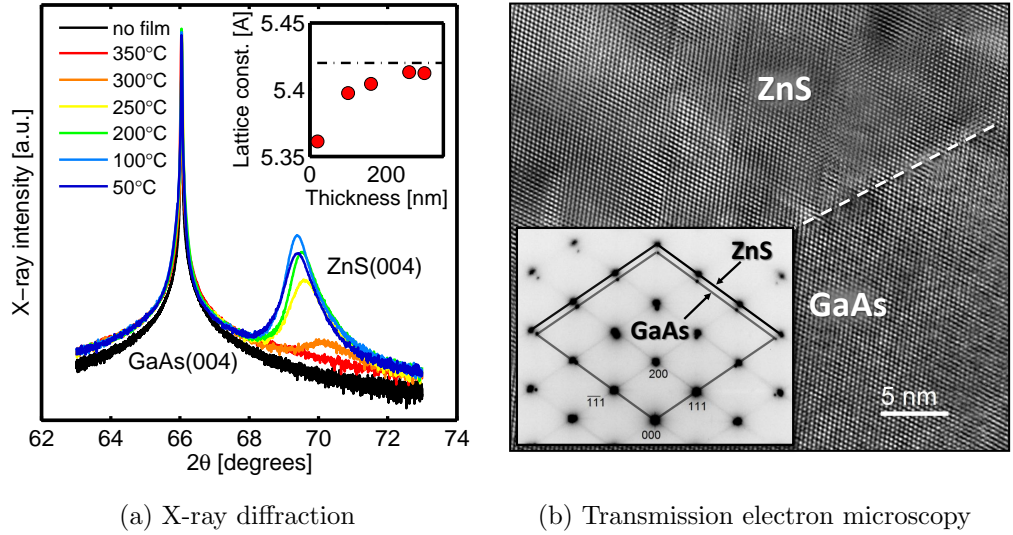 no film
350°C
300°C
250°C
200°C
100°C
50°C
X−ray intensity [a.u.]
GaAs(004)
ZnS(004)
62 64 66 68 70 72 74
2θ [degrees]
Lattice const. [A]
5.45
5.4
5.35
0 200
Thickness [nm]
(a) X-ray diffraction
ZnS
GaAs
5 nm
ZnS
GaAs
200
1̅1̅1
111
000
(b) Transmission electron microscopy